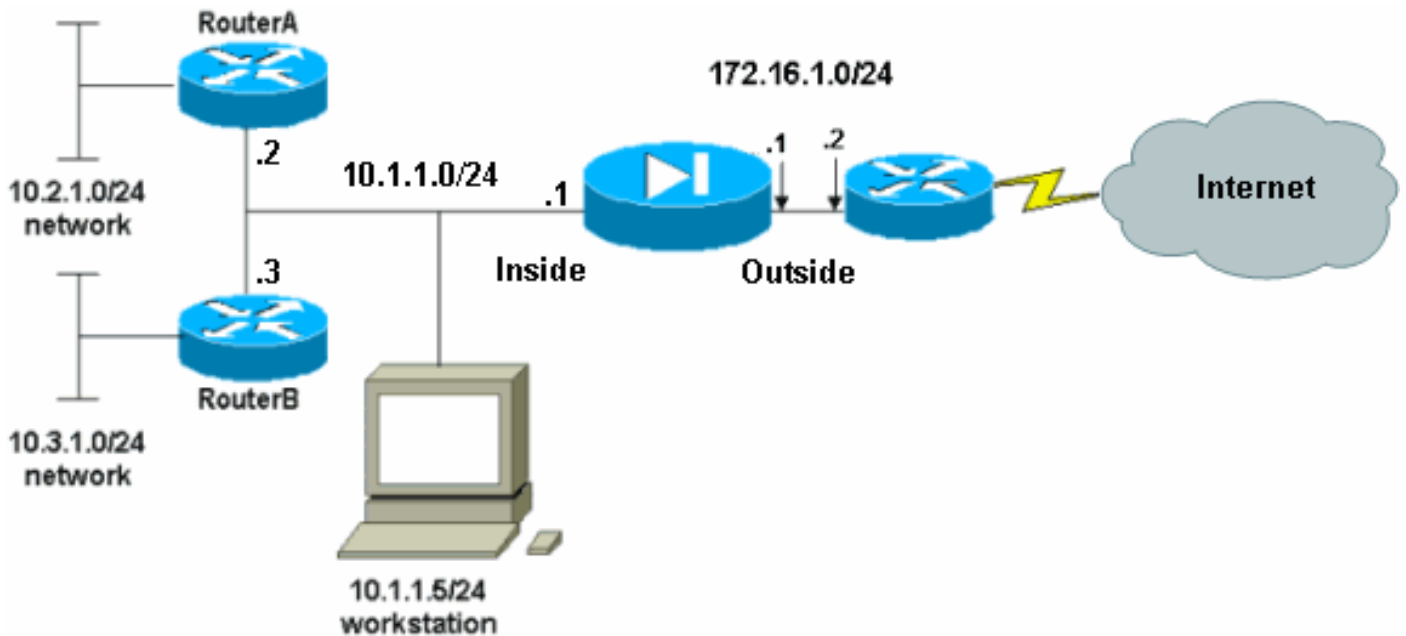 RouterA
172.16.1.0/24
.2
10.1.1.0/24
.1
.1
.2
Internet
10.2.1.0/24
network
Inside
Outside
.3
RouterB
10.3.1.0/24
network
10.1.1.5/24
workstation